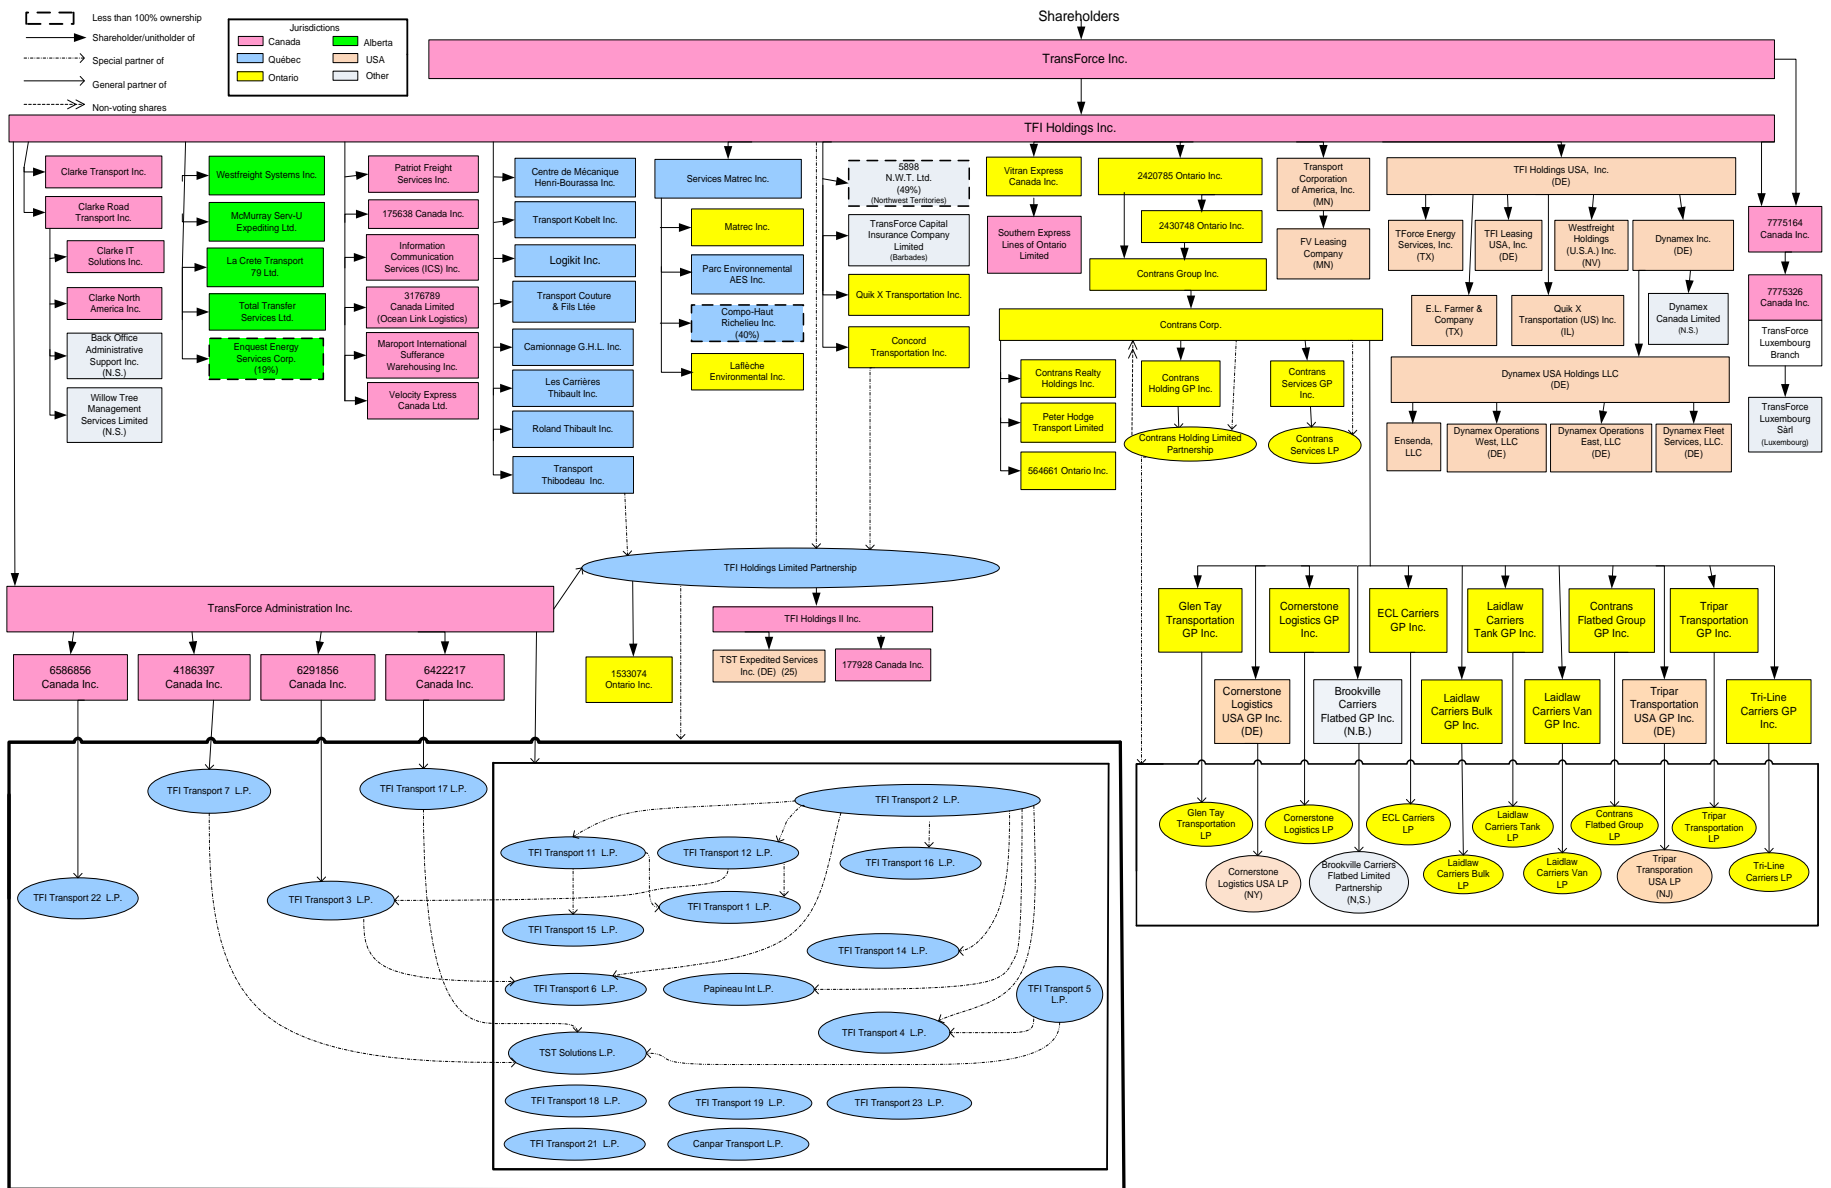 Less than 100% ownership
Shareholder/unitholder of
Special partner of
General partner of
Non-voting shares
Jurisdictions
Canada
Alberta
Québec
USA
Ontario
Other
Shareholders
TransForce Inc.
TFI Holdings Inc.
Clarke Transport Inc.
Clarke Road
Transport Inc.
Clarke IT
Solutions Inc.
Clarke North
America Inc.
Back Office
Administrative
Support Inc.
(N.S.)
Willow Tree
Management
Services Limited
(N.S.)
Westfreight Systems Inc.
McMurray Serv-U
Expediting Ltd.
La Crete Transport
79 Ltd.
Total Transfer
Services Ltd.
Enquest Energy
Services Corp.
(19%)
Patriot Freight
Services Inc.
175638 Canada Inc.
Information
Communication
Services (ICS) Inc.
3176789
Canada Limited
(Ocean Link Logistics)
Maroport International
Sufferance
Warehousing Inc.
Velocity Express
Canada Ltd.
Centre de Mécanique
Henri-Bourassa Inc.
Transport Kobelt Inc.
Logikit Inc.
Transport Couture
& Fils Ltée
Camionnage G.H.L. Inc.
Les Carrières
Thibault Inc.
Roland Thibault Inc.
Transport
Thibodeau Inc.
Services Matrec Inc.
Matrec Inc.
Parc Environnemental
AES Inc.
Compo-Haut
Richelieu Inc.
(40%)
Laflèche
Environmental Inc.
5898
N.W.T. Ltd.
(49%)
(Northwest Territories)
TransForce Capital
Insurance Company
Limited
(Barbades)
Quik X Transportation Inc.
Concord
Transportation Inc.
Vitran Express
Canada Inc.
Southern Express
Lines of Ontario
Limited
2420785 Ontario Inc.
2430748 Ontario Inc.
Contrans Group Inc.
Contrans Corp.
Contrans Realty
Holdings Inc.
Peter Hodge
Transport Limited
564661 Ontario Inc.
Contrans
Holding GP Inc.
Contrans Holding Limited
Partnership
Contrans
Services GP
Inc.
Contrans
Services LP
Transport
Corporation
of America, Inc.
(MN)
FV Leasing
Company
(MN)
TFI Holdings USA, Inc.
(DE)
TForce Energy
Services, Inc.
(TX)
TFI Leasing
USA, Inc.
(DE)
Westfreight
Holdings
(U.S.A.) Inc.
(NV)
Dynamex Inc.
(DE)
E.L. Farmer &
Company
(TX)
Quik X
Transportation (US) Inc.
(IL)
Dynamex
Canada Limited
(N.S.)
Dynamex USA Holdings LLC
(DE)
Ensenda,
LLC
Dynamex Operations
West, LLC
(DE)
Dynamex Operations
East, LLC
(DE)
Dynamex Fleet
Services, LLC.
(DE)
7775164
Canada Inc.
7775326
Canada Inc.
TransForce
Luxembourg
Branch
TransForce
Luxembourg
Sàrl
(Luxembourg)
TFI Holdings Limited Partnership
TransForce Administration Inc.
TFI Holdings II Inc.
1533074
Ontario Inc.
TST Expedited Services
Inc. (DE) (25)
177928 Canada Inc.
6586856
Canada Inc.
4186397
Canada Inc.
6291856
Canada Inc.
6422217
Canada Inc.
Glen Tay
Transportation
GP Inc.
Cornerstone
Logistics GP
Inc.
ECL Carriers
GP Inc.
Laidlaw
Carriers
Tank GP Inc.
Contrans
Flatbed Group
GP Inc.
Tripar
Transportation
GP Inc.
Cornerstone
Logistics
USA GP Inc.
(DE)
Brookville
Carriers
Flatbed GP Inc.
(N.B.)
Laidlaw
Carriers Bulk
GP Inc.
Laidlaw
Carriers Van
GP Inc.
Tripar
Transportation
USA GP Inc.
(DE)
Tri-Line
Carriers GP
Inc.
Glen Tay
Transportation
LP
Cornerstone
Logistics LP
ECL Carriers
LP
Laidlaw
Carriers Tank
LP
Contrans
Flatbed Group
LP
Tripar
Transportation
LP
Cornerstone
Logistics USA LP
(NY)
Brookville Carriers
Flatbed Limited
Partnership
(N,S.)
Laidlaw
Carriers Bulk
LP
Laidlaw
Carriers Van
LP
Tripar
Transporation
USA LP
(NJ)
Tri-Line
Carriers LP
TFI Transport 7 L.P.
TFI Transport 17 L.P.
TFI Transport 22 L.P.
TFI Transport 3 L.P.
TFI Transport 2 L.P.
TFI Transport 11 L.P.
TFI Transport 12 L.P.
TFI Transport 16 L.P.
TFI Transport 1 L.P.
TFI Transport 15 L.P.
TFI Transport 14 L.P.
TFI Transport 6 L.P.
Papineau Int L.P.
TFI Transport 5
L.P.
TFI Transport 4 L.P.
TST Solutions L.P.
TFI Transport 18 L.P.
TFI Transport 19 L.P.
TFI Transport 23 L.P.
TFI Transport 21 L.P.
Canpar Transport L.P.